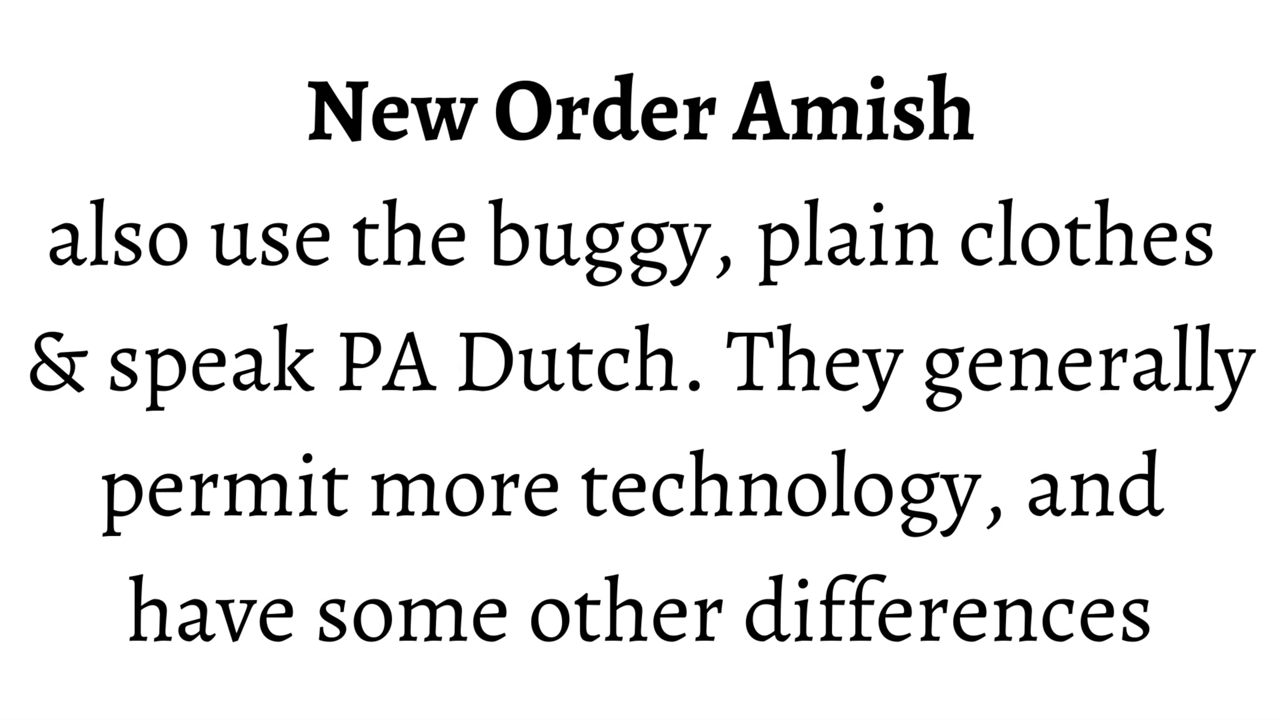 New Order Amish
also use the buggy, plain clothes
& speak PA Dutch. They generally
permit more technology, and
have some other differences